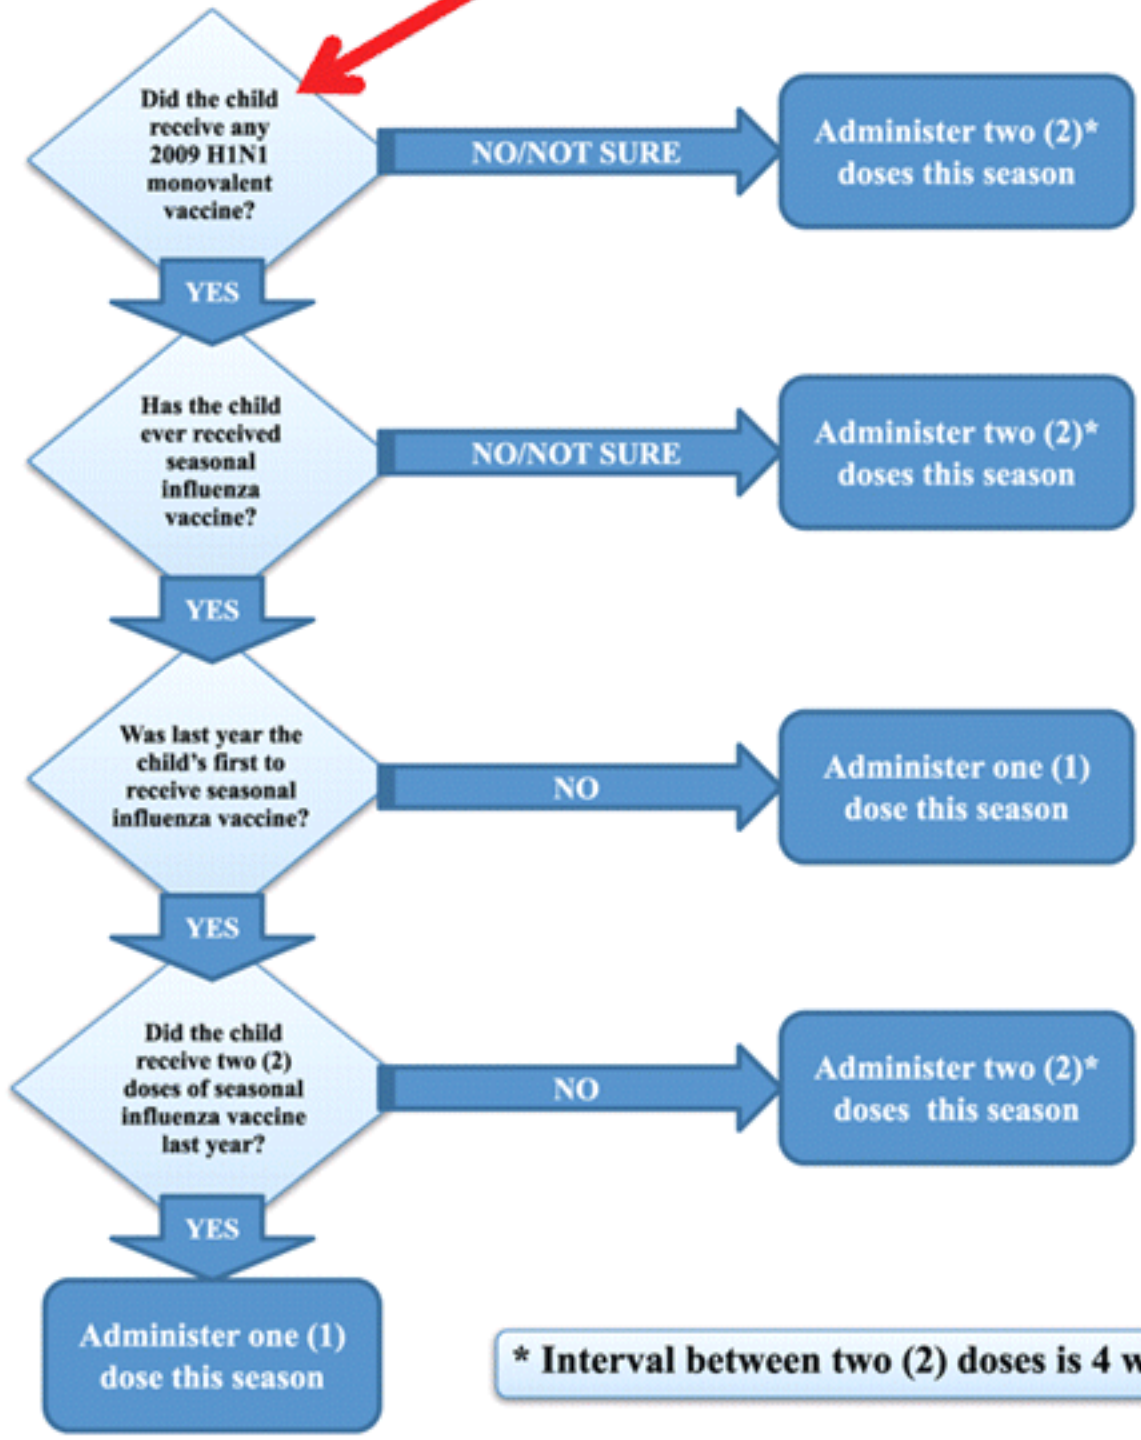 Did the child
receive any
2009 H1N1
monovalent
vaccine?
NO/NOT SURE
Administer two (2)*
doses this season
YES
Has the child
ever received
seasonal
influenza
vaccine?
NO/NOT SURE
Administer two (2)*
doses this season
YES
Was last year the
child's first to
receive seasonal
influenza vaccine?
NO
Administer one (1)
dose this season
YES
Did the child
receive two (2)
doses of seasonal
influenza vaccine
last year?
NO
Administer two (2)*
doses this season
YES
Administer one (1)
dose this season
* Interval between two (2) doses is 4